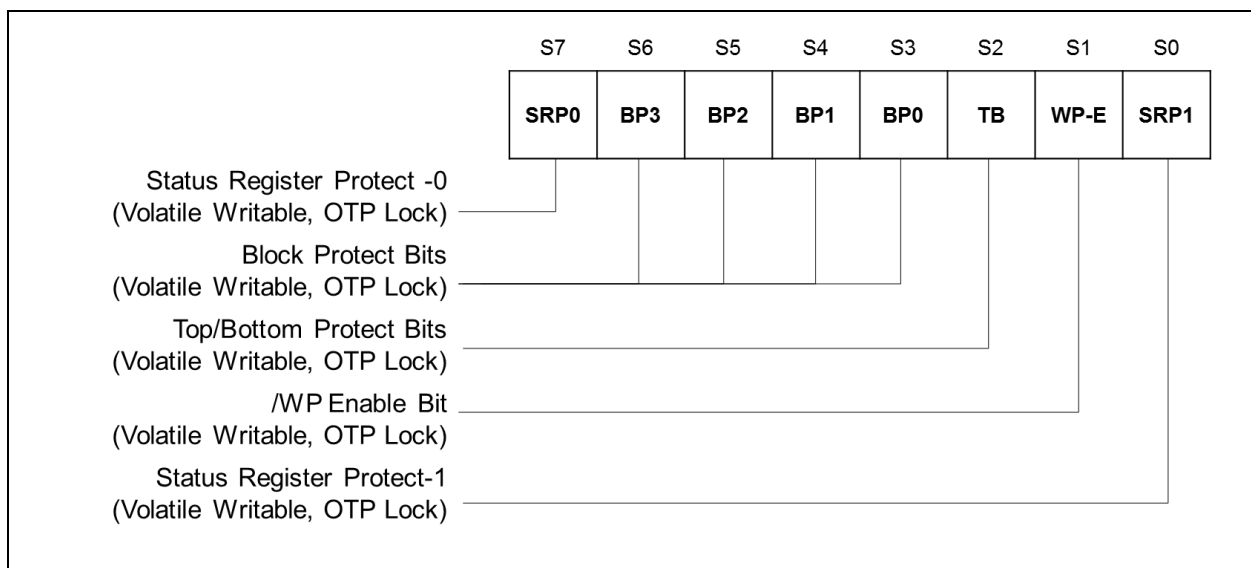 S7 S6 S5 S4 S3 S2 S1 S0
SRP0 BP3 BP2 BP1 BP0 TB WP-E SRP1
Status Register Protect -0
(Volatile Writable, OTP Lock)
Block Protect Bits
(Volatile Writable, OTP Lock)
Top/Bottom Protect Bits
(Volatile Writable, OTP Lock)
/WP Enable Bit
(Volatile Writable, OTP Lock)
Status Register Protect-1
(Volatile Writable, OTP Lock)